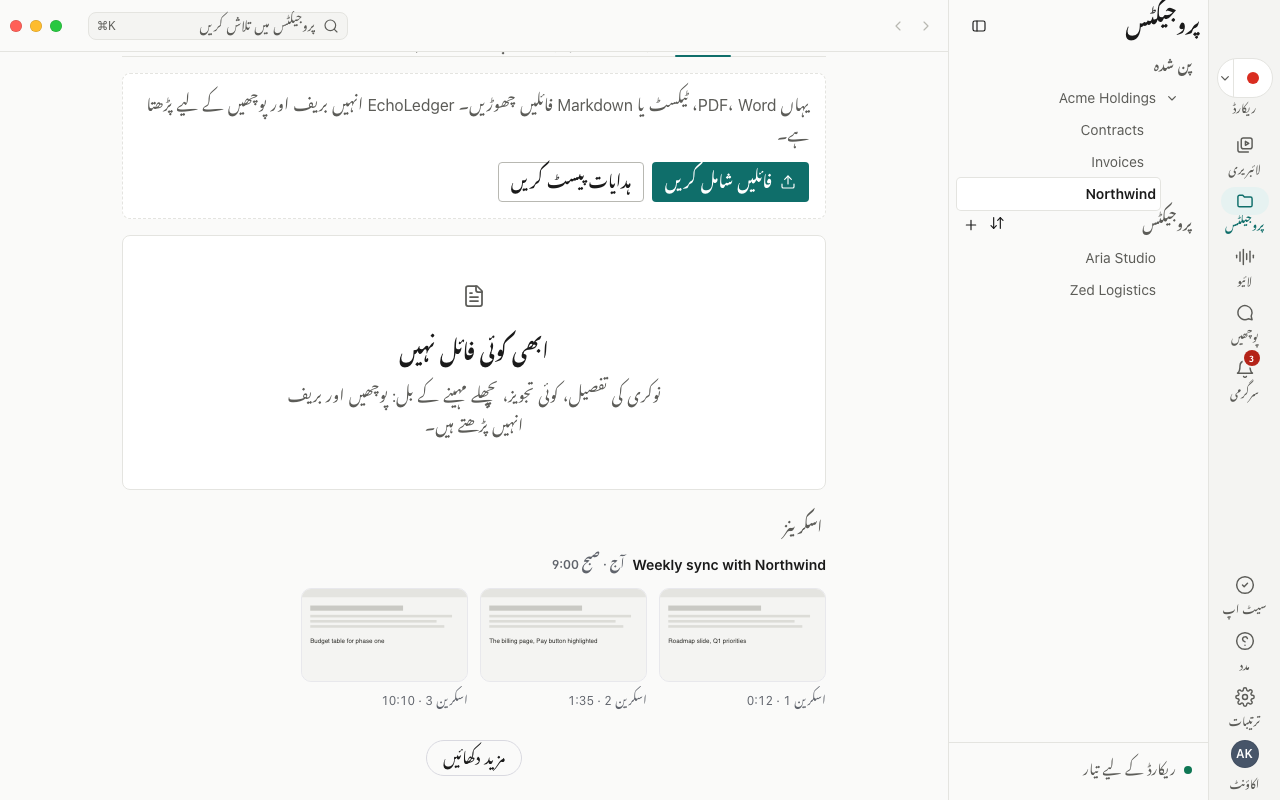 ریکارڈ
لائبریری
پروجیکٹس
لائیو
پوچھیں
3
سرگرمی
سیٹ اپ
مدد
ترتیبات
AK
اکاؤنٹ
پروجیکٹس
پن شدہ
Acme Holdings
Contracts
Invoices
Northwind
پروجیکٹس
Aria Studio
Zed Logistics
ریکارڈ کے لیے تیار
پروجیکٹس میں تلاش کریں
⌘K
یہاں PDF، Word، ٹیکسٹ یا Markdown فائلیں چھوڑیں۔ EchoLedger انہیں بریف اور پوچھیں کے لیے پڑھتا
ہے۔
فائلیں شامل کریں
ہدایات پیسٹ کریں
ابھی کوئی فائل نہیں
نوکری کی تفصیل، کوئی تجویز، پچھلے مہینے کے بل: پوچھیں اور بریف
انہیں پڑھتے ہیں۔
اسکرینز
Weekly sync with Northwind آج · صبح 9:00
Roadmap slide, Q1 priorities
اسکرین 1 · 0:12
The billing page, Pay button highlighted
اسکرین 2 · 1:35
Budget table for phase one
اسکرین 3 · 10:10
مزید دکھائیں